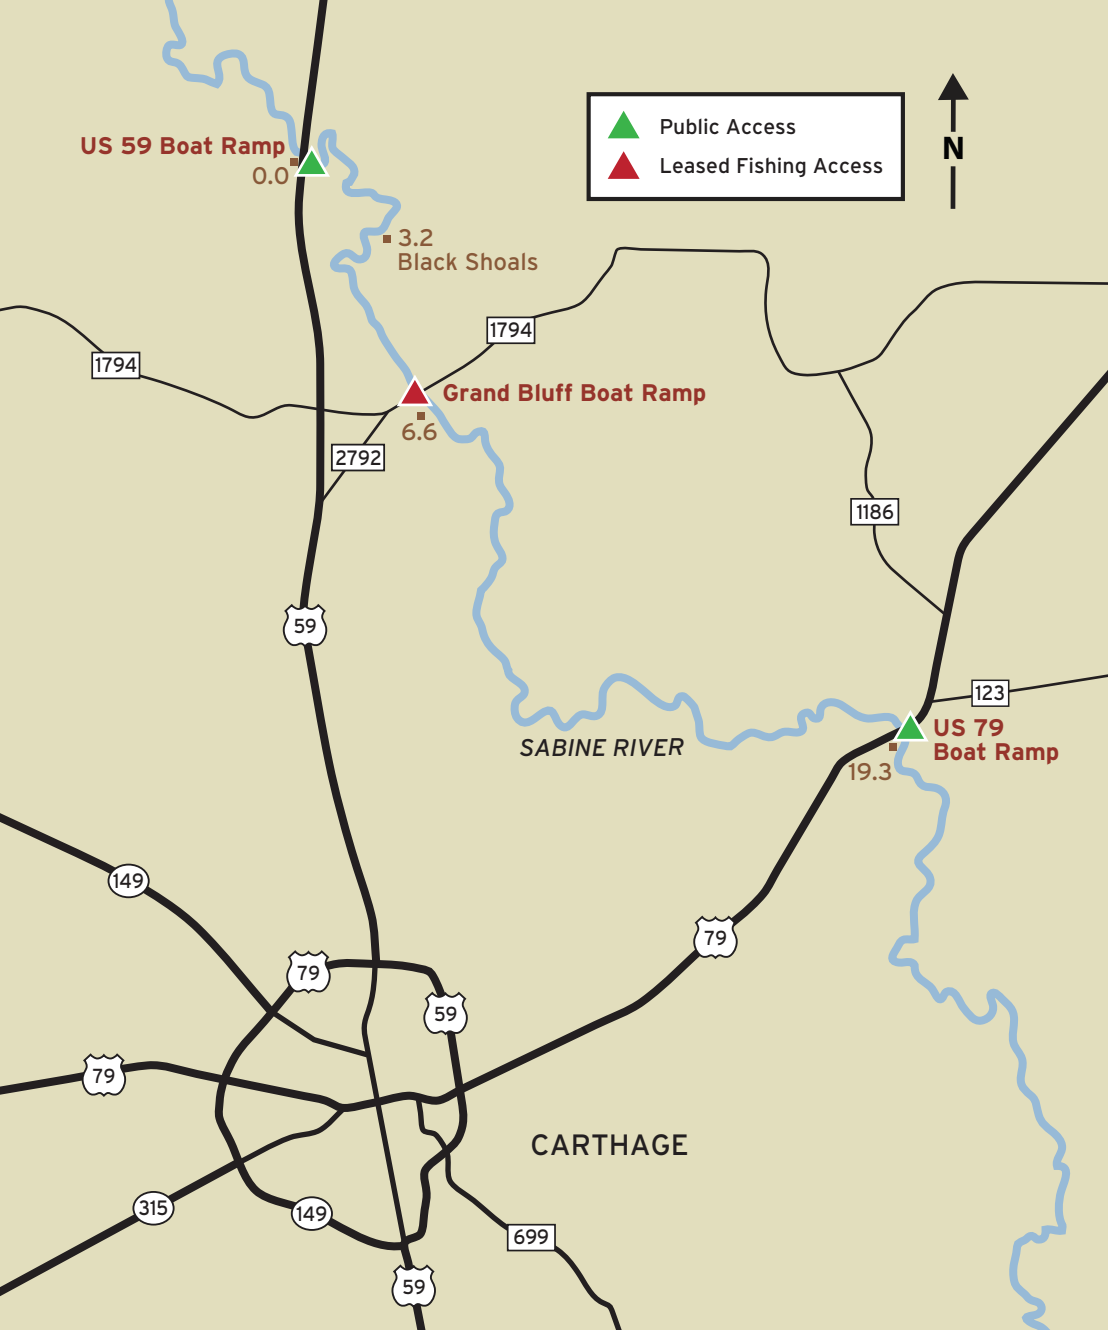 US 59 Boat Ramp
0.0
Public Access
Leased Fishing Access
N
3.2
Black Shoals
1794
1794
Grand Bluff Boat Ramp
6.6
2792
1186
59
123
US 79
Boat Ramp
19.3
SABINE RIVER
149
79
79
59
79
CARTHAGE
315
149
699
59